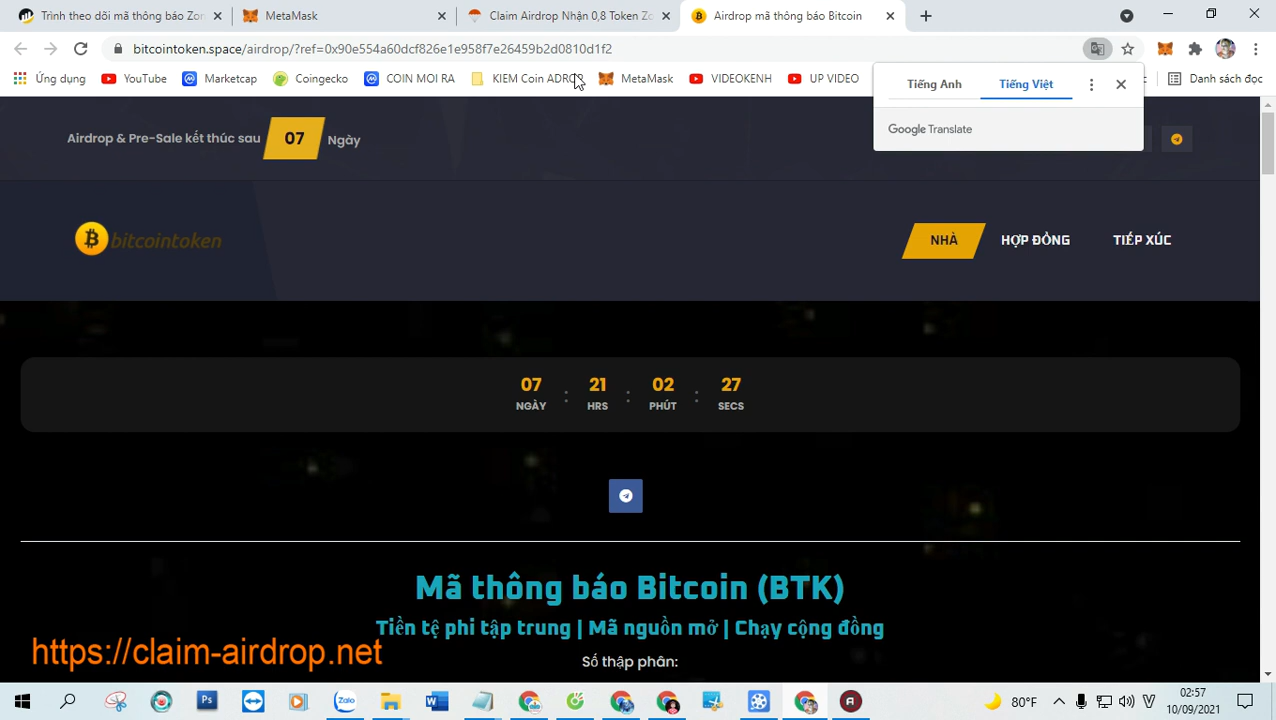 Trình theo dõi mã thông báo Zon
MetaMask
Claim Airdrop Nhận 0,8 Token Zo
Airdrop mã thông báo Bitcoin
bitcointoken.space/airdrop/?ref=0x90e554a60dcf826e1e958f7e26459b2d0810d1f2
Ứng dụng
YouTube
Marketcap
Coingecko
COIN MOI RA
KIEM Coin ADROP
MetaMask
VIDEOKENH
UP VIDEO
Danh sách đọc
Tiếng Anh
Tiếng Việt
Google Translate
Airdrop & Pre-Sale kết thúc sau 07 Ngày
bitcointoken
NHÀ
HỢP ĐỒNG
TIẾP XÚC
07 : 21 : 02 : 27
NGÀY HRS PHÚT SECS
Mã thông báo Bitcoin (BTK)
Tiền tệ phi tập trung | Mã nguồn mở | Chạy cộng đồng
Số thập phân:
https://claim-airdrop.net
Zalo
80°F
02:57
10/09/2021